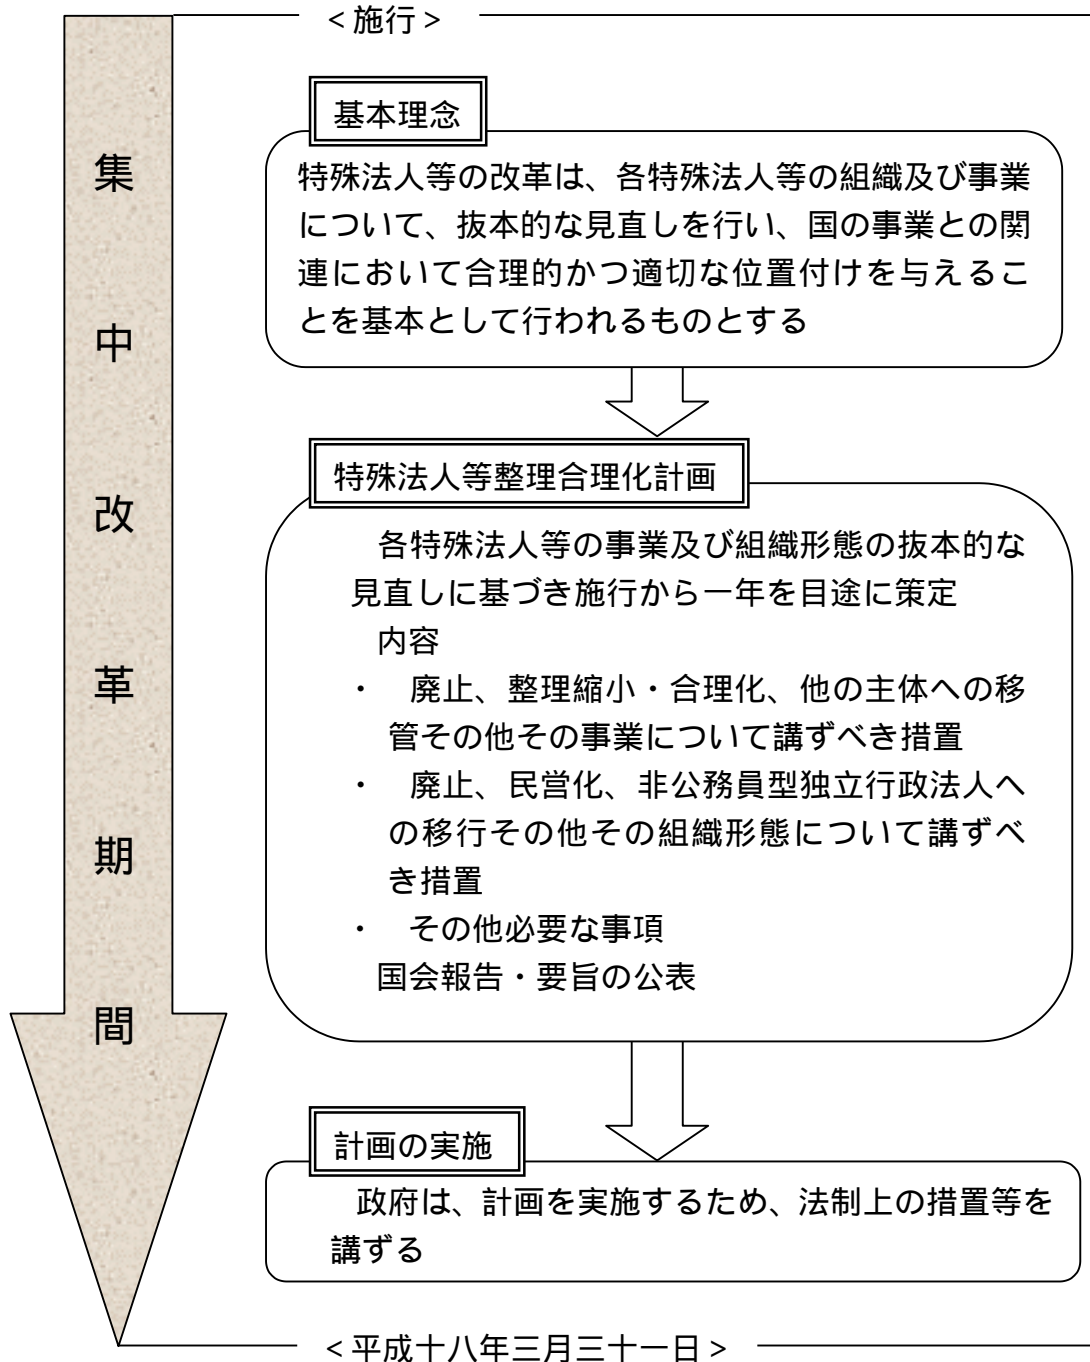 <施行>
集中改革期間
基本理念
特殊法人等の改革は、各特殊法人等の組織及び事業
について、抜本的な見直しを行い、国の事業との関
連において合理的かつ適切な位置付けを与えるこ
とを基本として行われるものとする
特殊法人等整理合理化計画
各特殊法人等の事業及び組織形態の抜本的な
見直しに基づき施行から一年を目途に策定
内容
・ 廃止、整理縮小・合理化、他の主体への移
管その他その事業について講ずべき措置
・ 廃止、民営化、非公務員型独立行政法人へ
の移行その他その組織形態について講ずべ
き措置
・ その他必要な事項
国会報告・要旨の公表
計画の実施
政府は、計画を実施するため、法制上の措置等を
講ずる
<平成十八年三月三十一日>